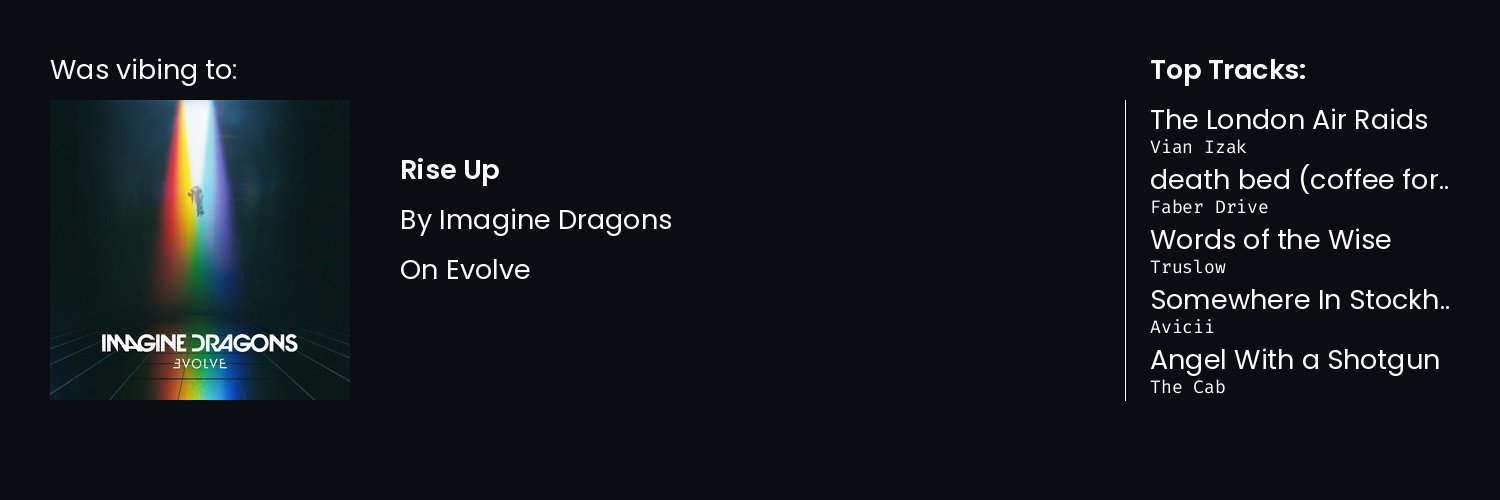 Was vibing to:
IMAGINE DRAGONS
EVOLVE
Rise Up
By Imagine Dragons
On Evolve
Top Tracks:
The London Air Raids
Vian Izak
death bed (coffee for..
Faber Drive
Words of the Wise
Truslow
Somewhere In Stockh..
Avicii
Angel With a Shotgun
The Cab